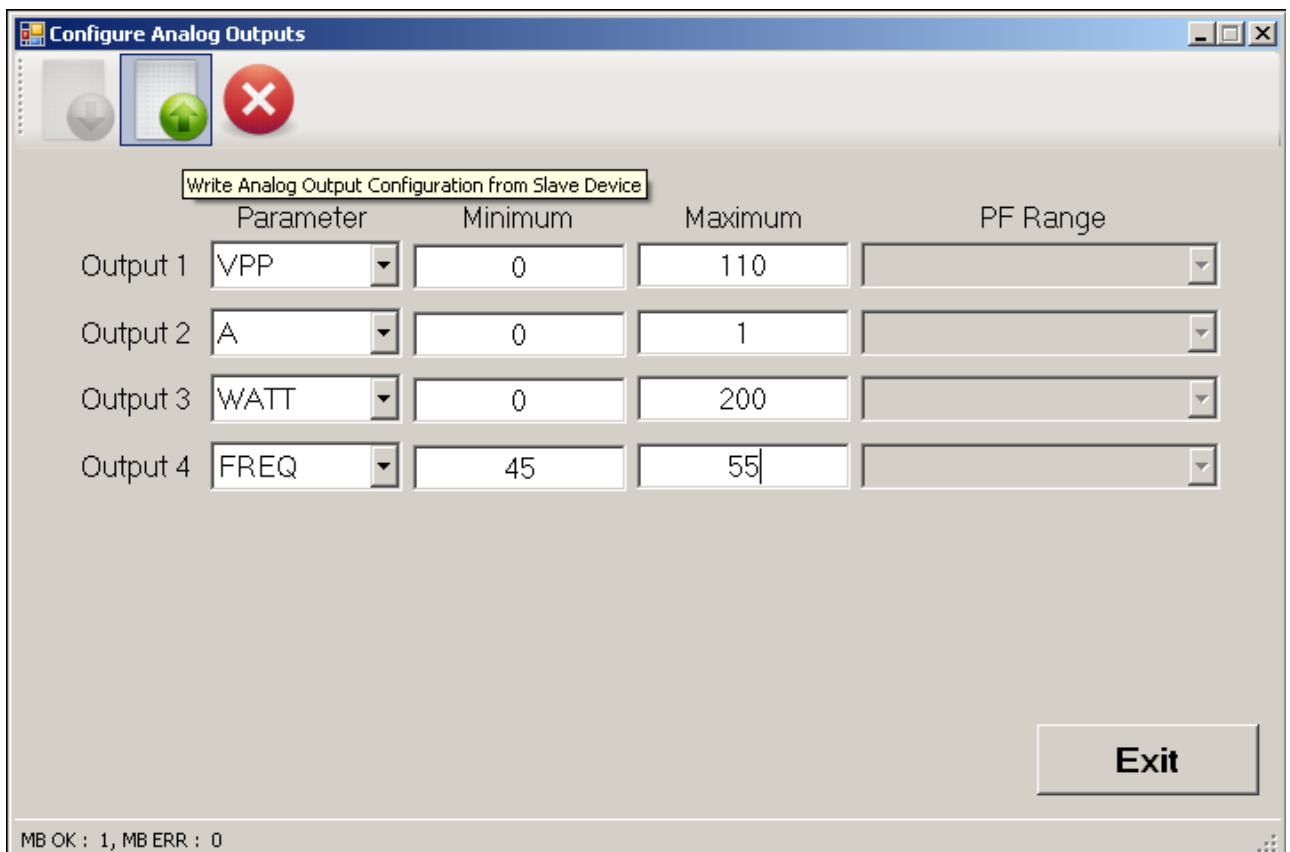 Configure Analog Outputs
Write Analog Output Configuration from Slave Device
Parameter Minimum Maximum PF Range
Output 1 VPP 0 110
Output 2 A 0 1
Output 3 WATT 0 200
Output 4 FREQ 45 55
Exit
MB OK : 1, MB ERR : 0